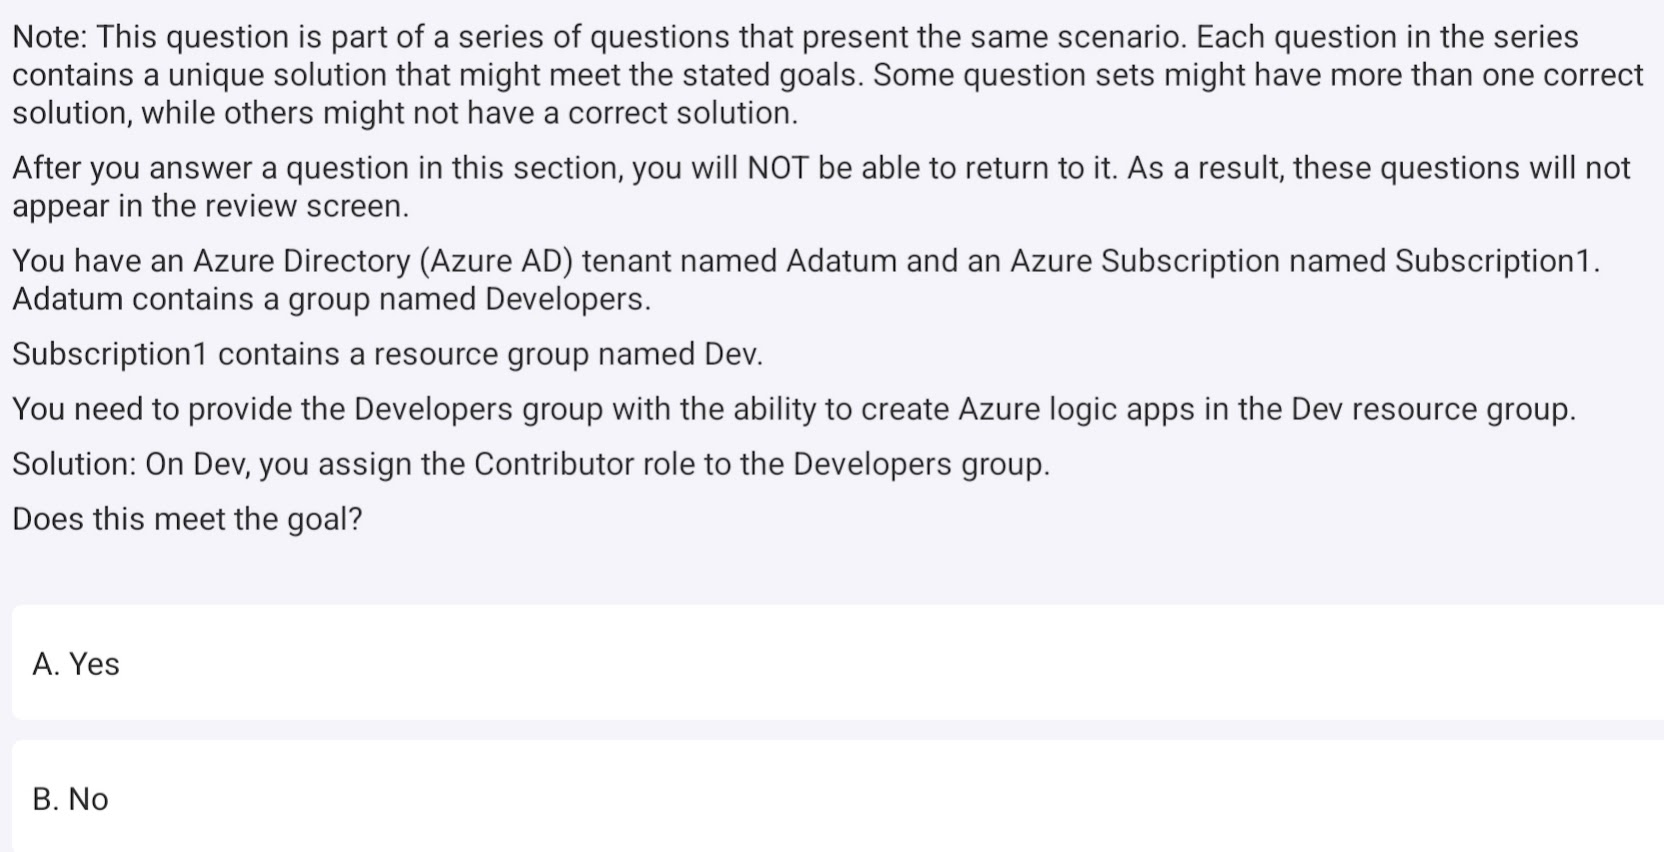 Note: This question is part of a series of questions that present the same scenario. Each question in the series
contains a unique solution that might meet the stated goals. Some question sets might have more than one correct
solution, while others might not have a correct solution.
After you answer a question in this section, you will NOT be able to return to it. As a result, these questions will not
appear in the review screen.
You have an Azure Directory (Azure AD) tenant named Adatum and an Azure Subscription named Subscription1.
Adatum contains a group named Developers.
Subscription1 contains a resource group named Dev.
You need to provide the Developers group with the ability to create Azure logic apps in the Dev resource group.
Solution: On Dev, you assign the Contributor role to the Developers group.
Does this meet the goal?
A. Yes
B. No